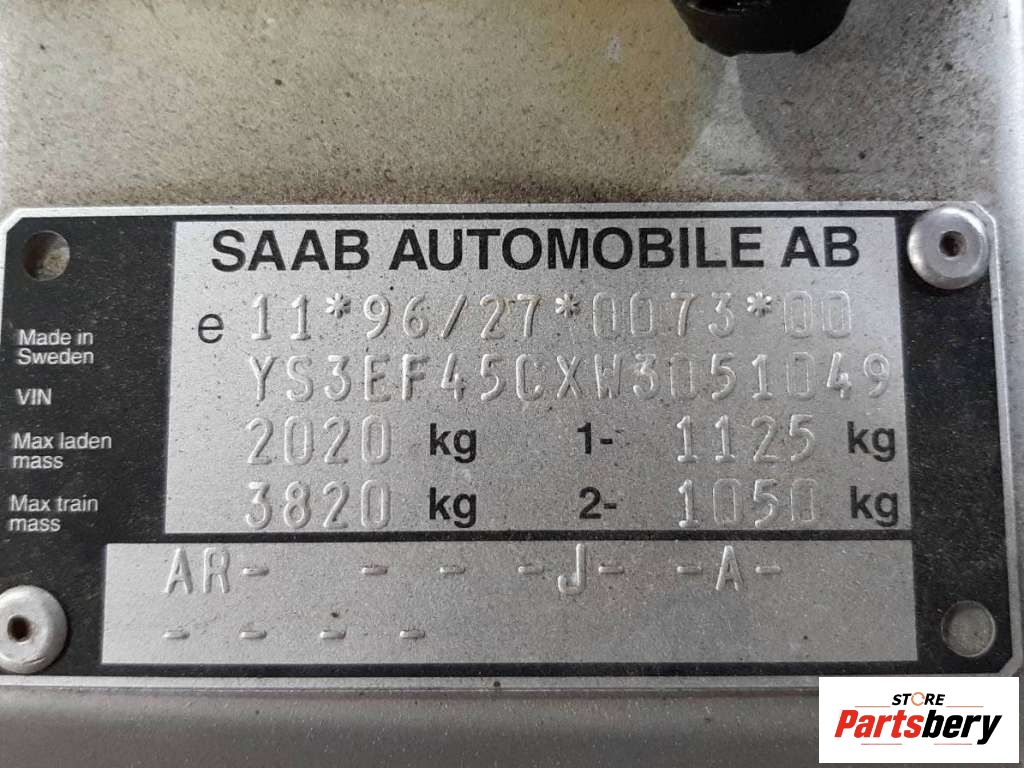 SAAB AUTOMOBILE AB
e 11*96/27*0073*00
Made in
Sweden
VIN YS3EF45CXW3051049
Max laden
mass 2020 kg 1- 1125 kg
Max train
mass 3820 kg 2- 1050 kg
AR- - - -J- -A-
- - - -
STORE
Partsbery